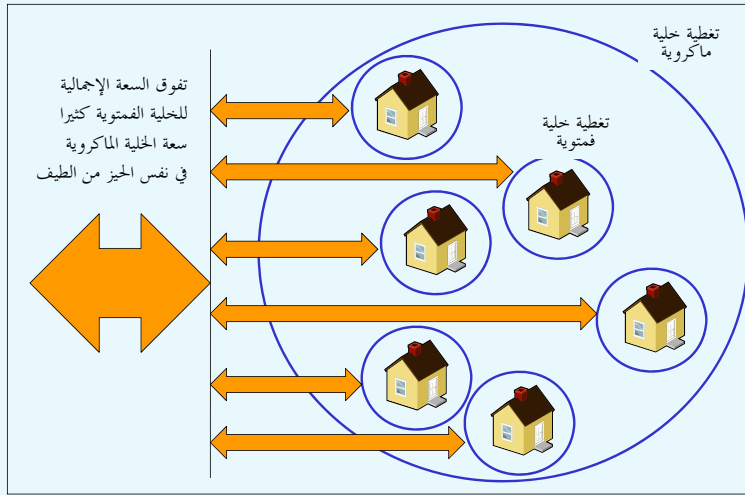 تغطية خلية
ماكروية
تفوق السعة الإجمالية
للخلية الفمتوية كثيرا
سعة الخلية الماكروية
في نفس الحيز من الطيف
تغطية خلية
فمتوية